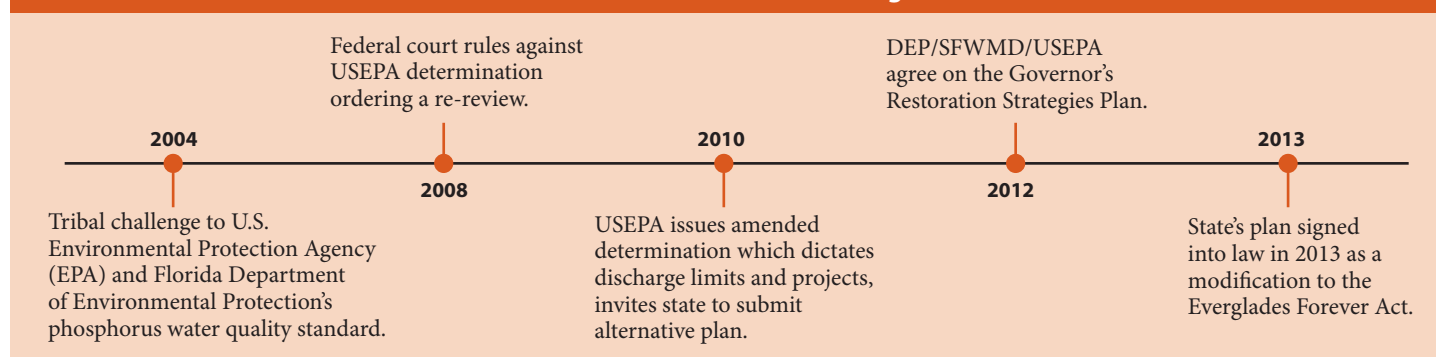 2004
Tribal challenge to U.S.
Environmental Protection Agency
(EPA) and Florida Department
of Environmental Protection's
phosphorus water quality standard.
Federal court rules against
USEPA determination
ordering a re-review.
2008
2010
USEPA issues amended
determination which dictates
discharge limits and projects,
invites state to submit
alternative plan.
DEP/SFWMD/USEPA
agree on the Governor's
Restoration Strategies Plan.
2012
2013
State's plan signed
into law in 2013 as a
modification to the
Everglades Forever Act.